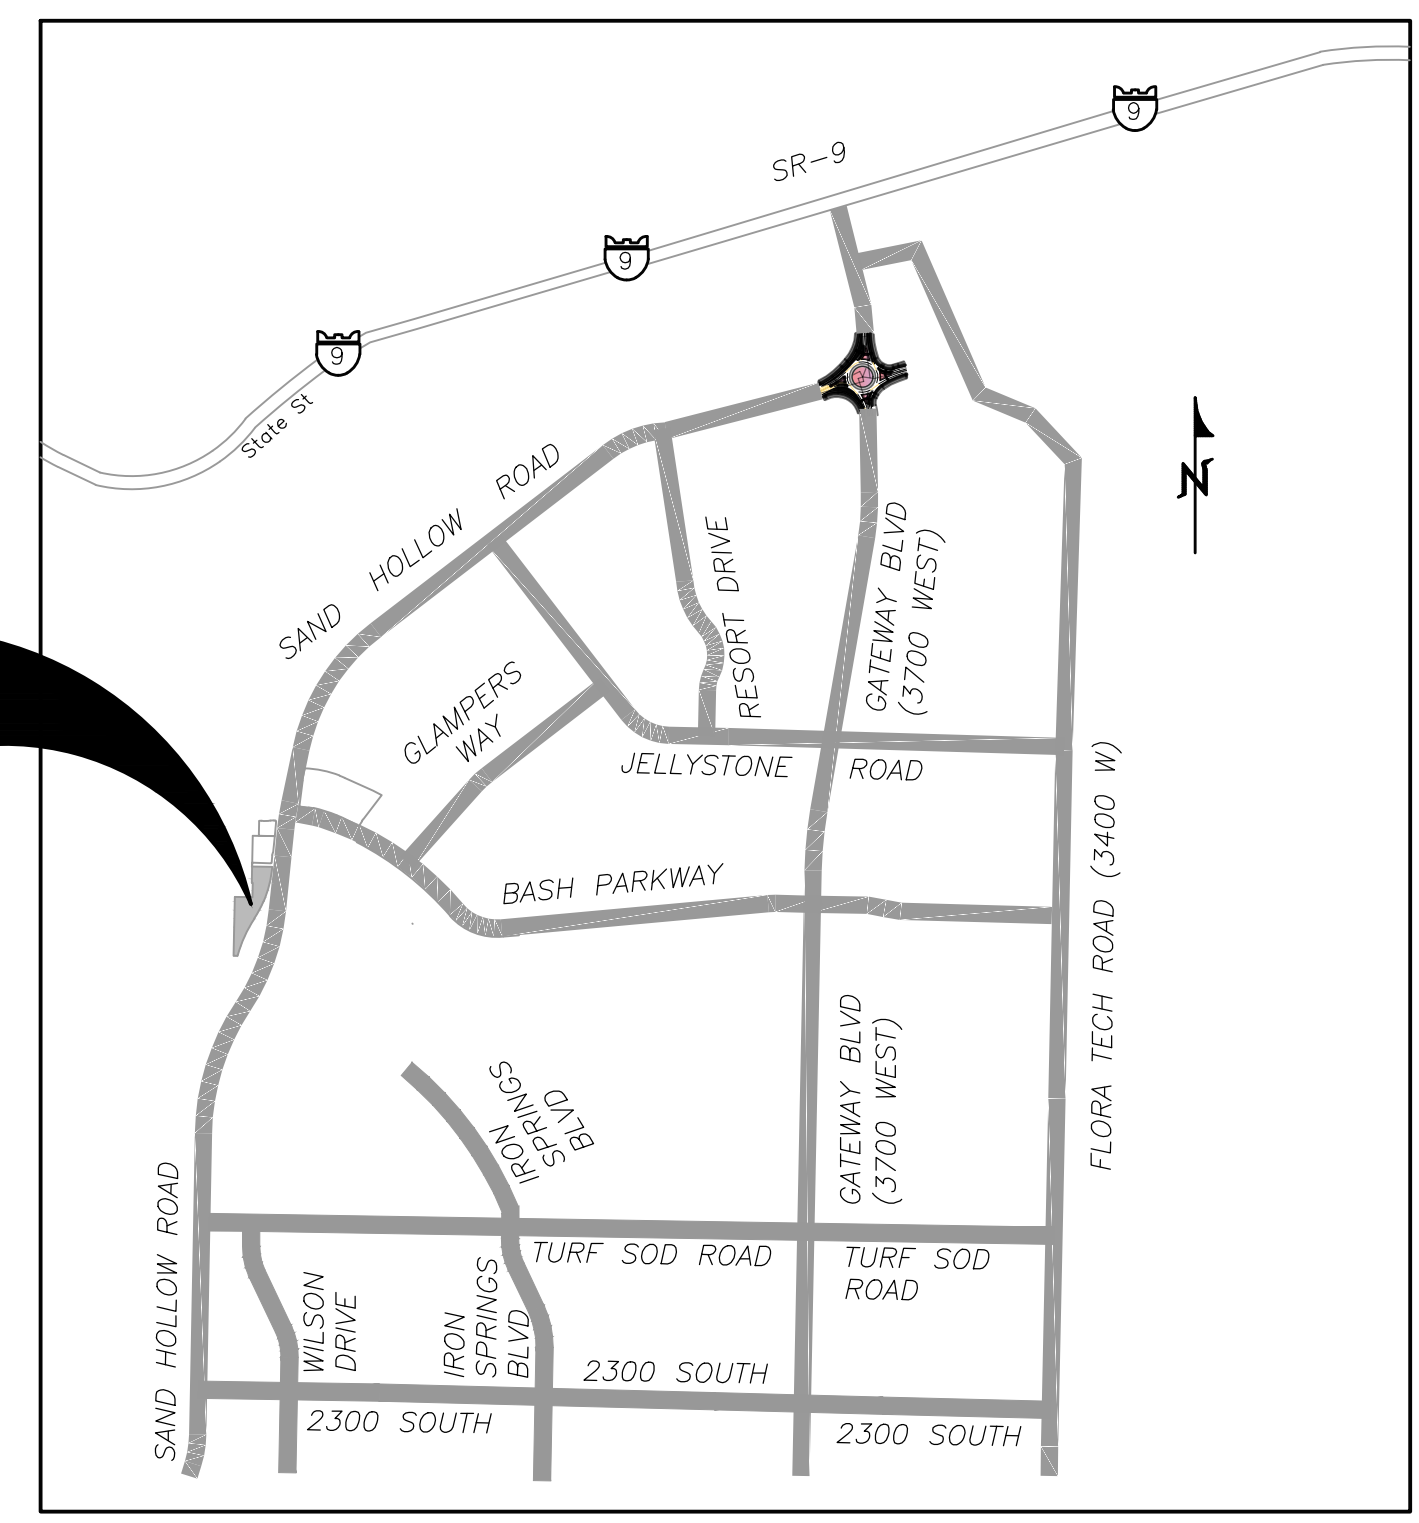 9
SR-9
9
9
State St
SAND HOLLOW ROAD
RESORT DRIVE
GATEWAY BLVD
(3700 WEST)
N
GLAMPERS
WAY
JELLYSTONE ROAD
BASH PARKWAY
FLORA TECH ROAD (3400 W)
GATEWAY BLVD
(3700 WEST)
IRON
SPRINGS
BLVD
SAND HOLLOW ROAD
TURF SOD ROAD
TURF SOD
ROAD
WILSON
DRIVE
IRON
SPRINGS
BLVD
2300 SOUTH
2300 SOUTH
2300 SOUTH